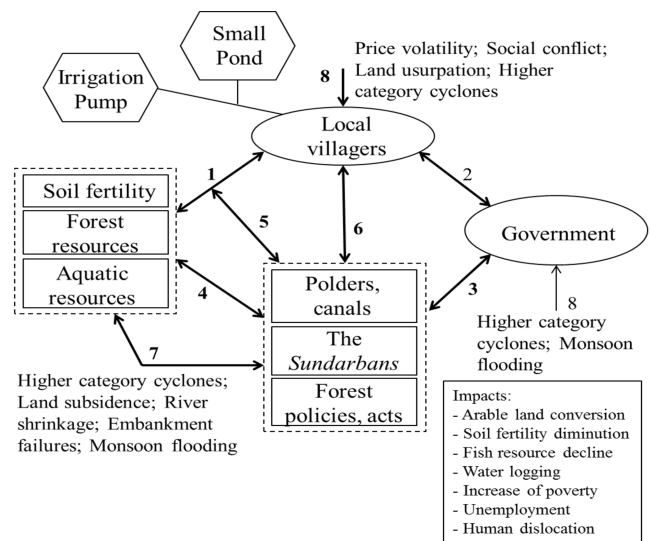 Small
Pond
Irrigation
Pump
8
Price volatility; Social conflict;
Land usurpation; Higher
category cyclones
Local
villagers
1
2
Soil fertility
Forest
resources
Aquatic
resources
5
6
Government
4
3
Polders,
canals
The
Sundarbans
Forest
policies, acts
8
Higher category
cyclones; Monsoon
flooding
7
Higher category cyclones;
Land subsidence; River
shrinkage; Embankment
failures; Monsoon flooding
Impacts:
- Arable land conversion
- Soil fertility diminution
- Fish resource decline
- Water logging
- Increase of poverty
- Unemployment
- Human dislocation